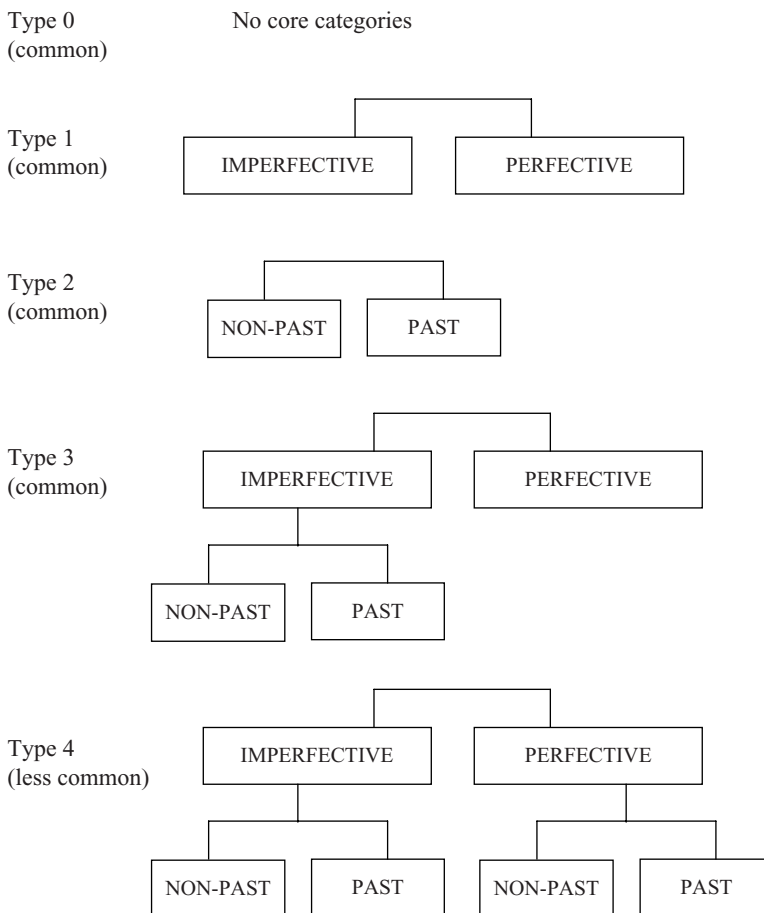 Type 0
(common)
No core categories
Type 1
(common)
IMPERFECTIVE
PERFECTIVE
Type 2
(common)
NON-PAST
PAST
Type 3
(common)
IMPERFECTIVE
PERFECTIVE
NON-PAST
PAST
Type 4
(less common)
IMPERFECTIVE
PERFECTIVE
NON-PAST
PAST
NON-PAST
PAST